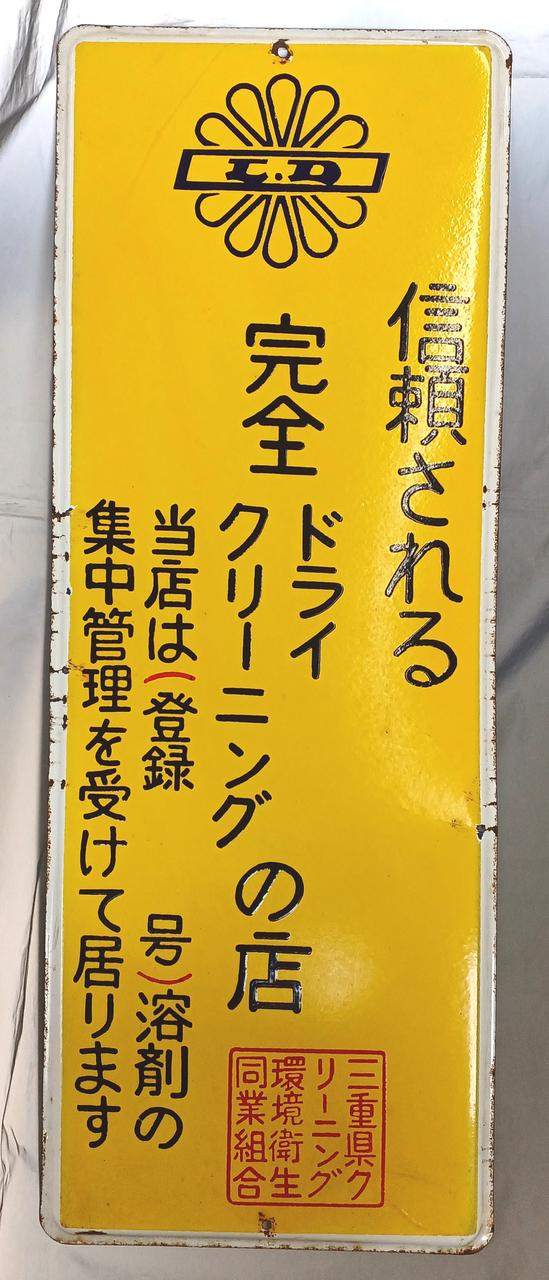 L.D
信頼される
完全
ドライ
クリーニング
の店
当店は(登録　　　号)溶剤の
集中管理を受けて居ります
三重県ク
リーニング
環境衛生
同業組合